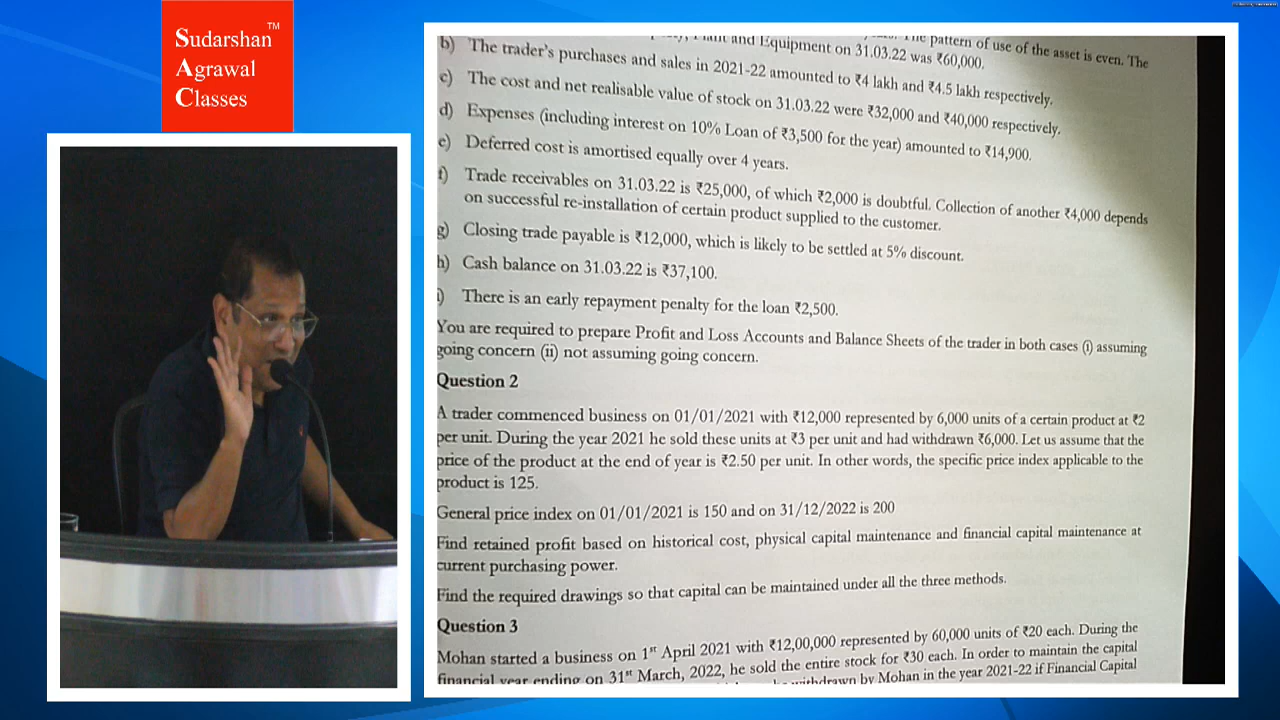 Sudarshan™
Agrawal
Classes
Plant and Equipment on 31.03.22 was ₹60,000. The pattern of use of the asset is even. The
b) The trader's purchases and sales in 2021-22 amounted to ₹4 lakh and ₹4.5 lakh respectively.
c) The cost and net realisable value of stock on 31.03.22 were ₹32,000 and ₹40,000 respectively.
d) Expenses (including interest on 10% Loan of ₹3,500 for the year) amounted to ₹14,900.
e) Deferred cost is amortised equally over 4 years.
f) Trade receivables on 31.03.22 is ₹25,000, of which ₹2,000 is doubtful. Collection of another ₹4,000 depends
on successful re-installation of certain product supplied to the customer.
g) Closing trade payable is ₹12,000, which is likely to be settled at 5% discount.
h) Cash balance on 31.03.22 is ₹37,100.
i) There is an early repayment penalty for the loan ₹2,500.
You are required to prepare Profit and Loss Accounts and Balance Sheets of the trader in both cases (i) assuming
going concern (ii) not assuming going concern.
Question 2
A trader commenced business on 01/01/2021 with ₹12,000 represented by 6,000 units of a certain product at ₹2
per unit. During the year 2021 he sold these units at ₹3 per unit and had withdrawn ₹6,000. Let us assume that the
price of the product at the end of year is ₹2.50 per unit. In other words, the specific price index applicable to the
product is 125.
General price index on 01/01/2021 is 150 and on 31/12/2022 is 200
Find retained profit based on historical cost, physical capital maintenance and financial capital maintenance at
current purchasing power.
Find the required drawings so that capital can be maintained under all the three methods.
Question 3
Mohan started a business on 1st April 2021 with ₹12,00,000 represented by 60,000 units of ₹20 each. During the
financial year ending on 31st March, 2022, he sold the entire stock for ₹30 each. In order to maintain the capital
withdrawn by Mohan in the year 2021-22 if Financial Capital